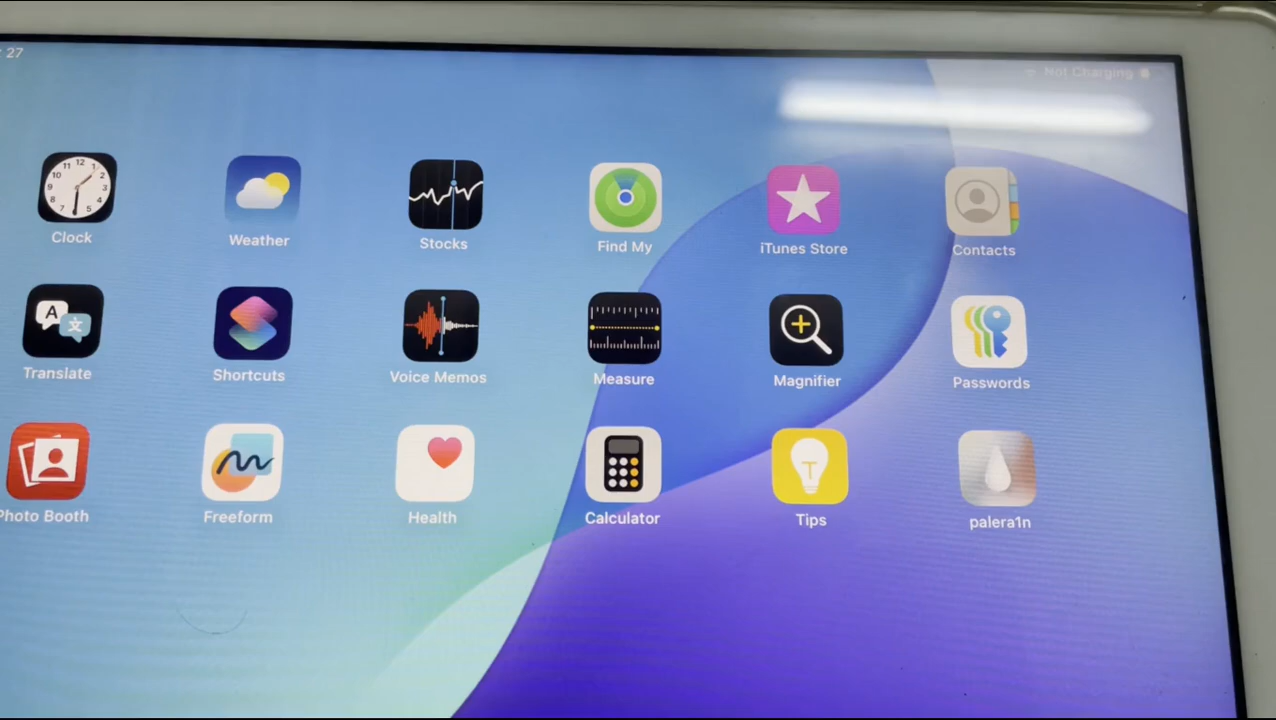 27
Not Charging
Clock
Weather
Stocks
Find My
iTunes Store
Contacts
Translate
Shortcuts
Voice Memos
Measure
Magnifier
Passwords
Photo Booth
Freeform
Health
Calculator
Tips
palera1n